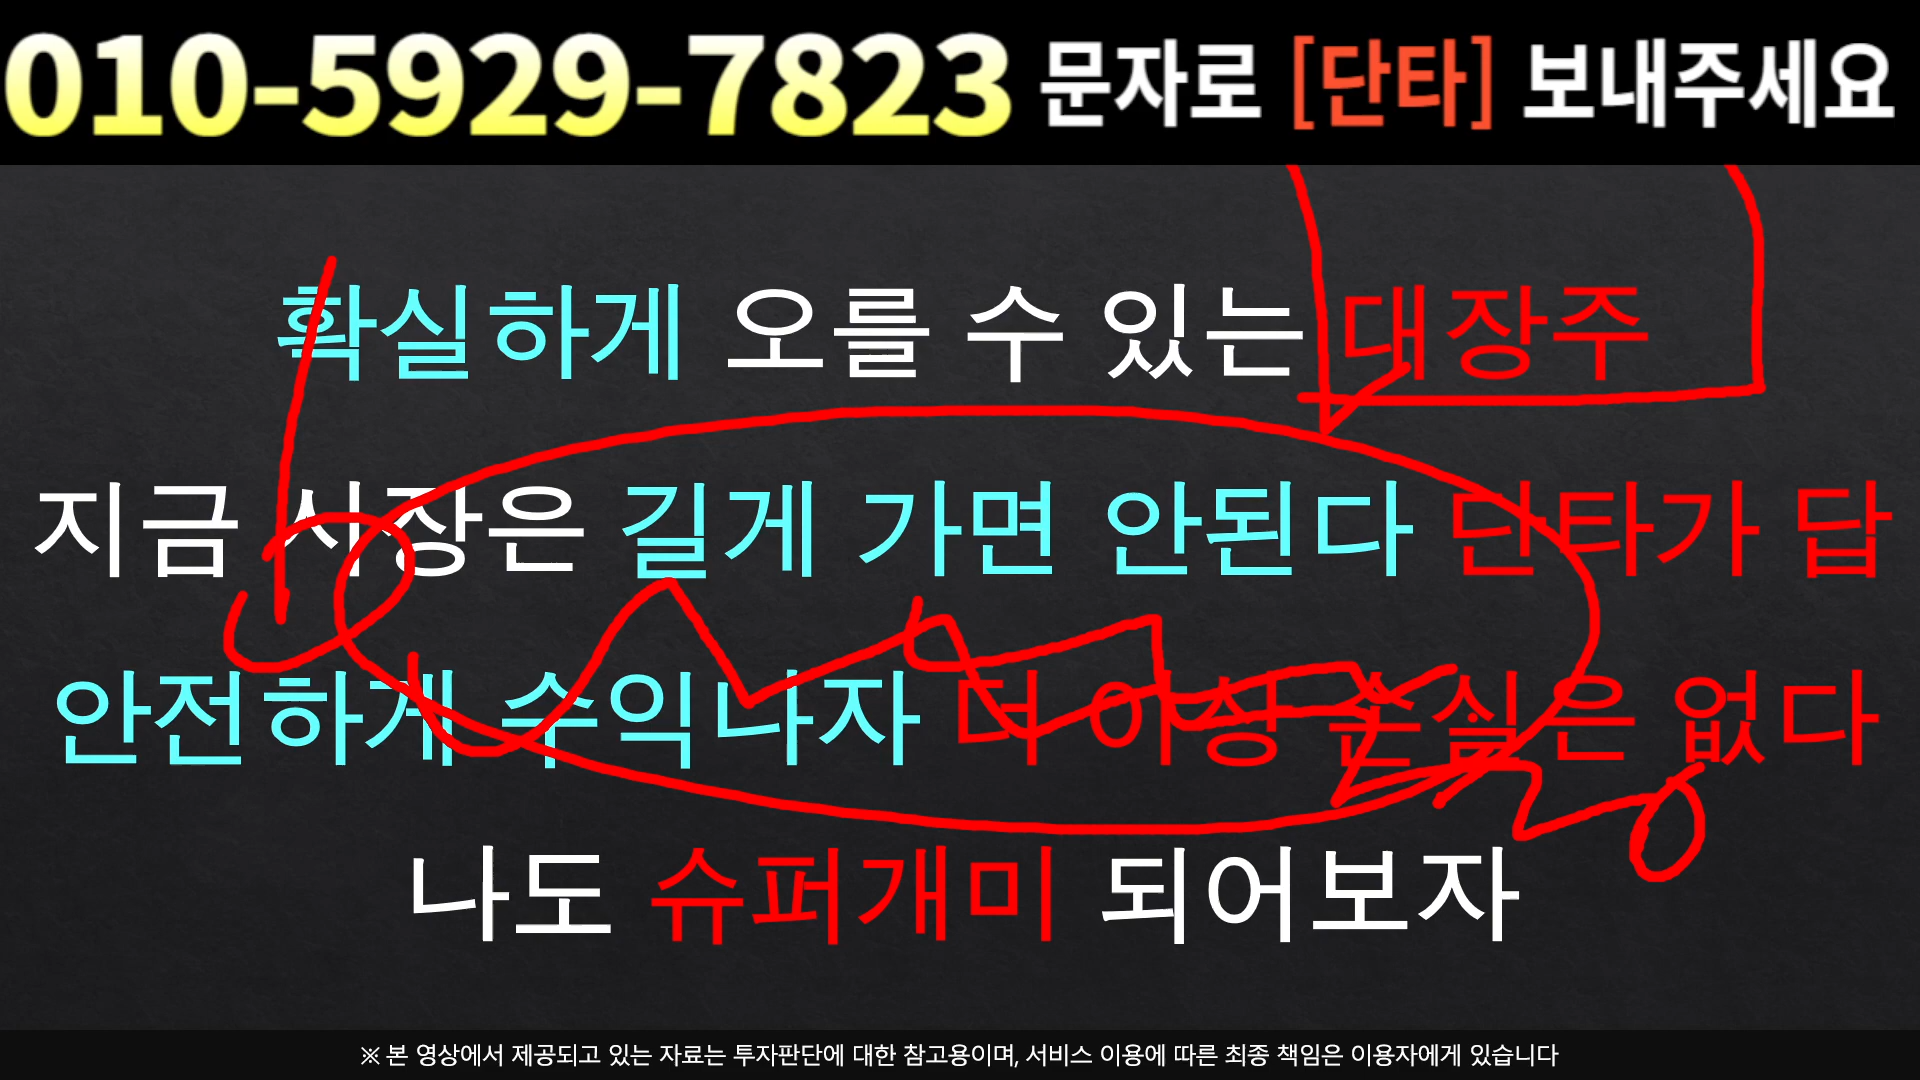 010-5929-7823 문자로 [단타] 보내주세요
확실하게 오를 수 있는 대장주
지금 시장은 길게 가면 안된다 단타가 답
안전하게 수익나자 더 이상 손실은 없다
나도 슈퍼개미 되어보자
※ 본 영상에서 제공되고 있는 자료는 투자판단에 대한 참고용이며, 서비스 이용에 따른 최종 책임은 이용자에게 있습니다